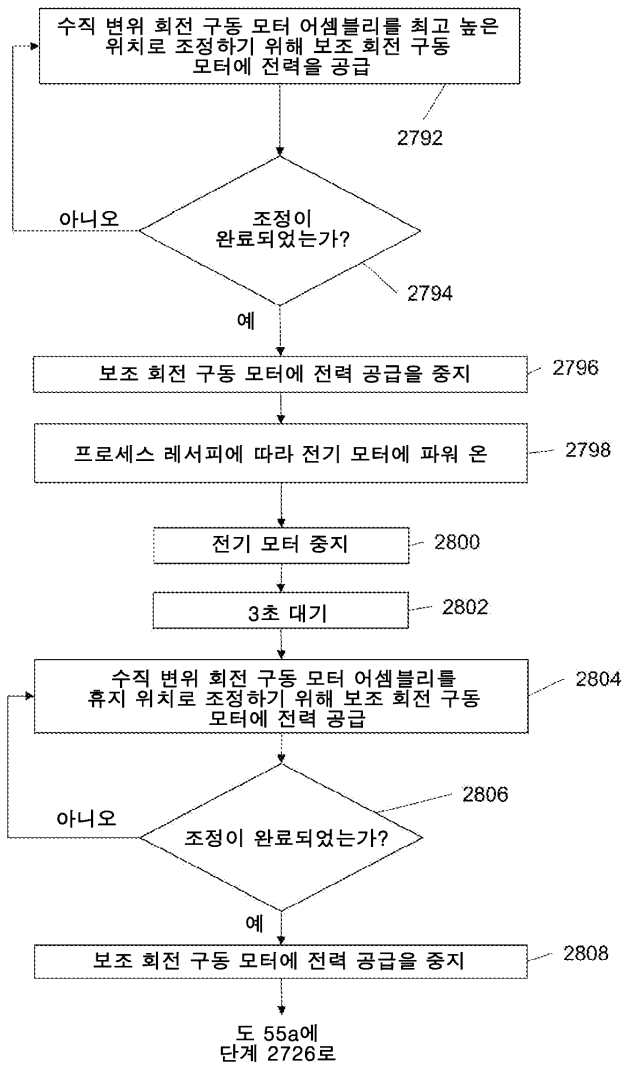 수직 변위 회전 구동 모터 어셈블리를 최고 높은
위치로 조정하기 위해 보조 회전 구동
모터에 전력을 공급
2792
아니오
조정이
완료되었는가?
2794
예
보조 회전 구동 모터에 전력 공급을 중지
2796
프로세스 레서피에 따라 전기 모터에 파워 온
2798
전기 모터 중지
2800
3초 대기
2802
수직 변위 회전 구동 모터 어셈블리를
휴지 위치로 조정하기 위해 보조 회전 구동
모터에 전력 공급
2804
2806
아니오
조정이 완료되었는가?
예
보조 회전 구동 모터에 전력 공급을 중지
2808
도 55a에
단계 2726로